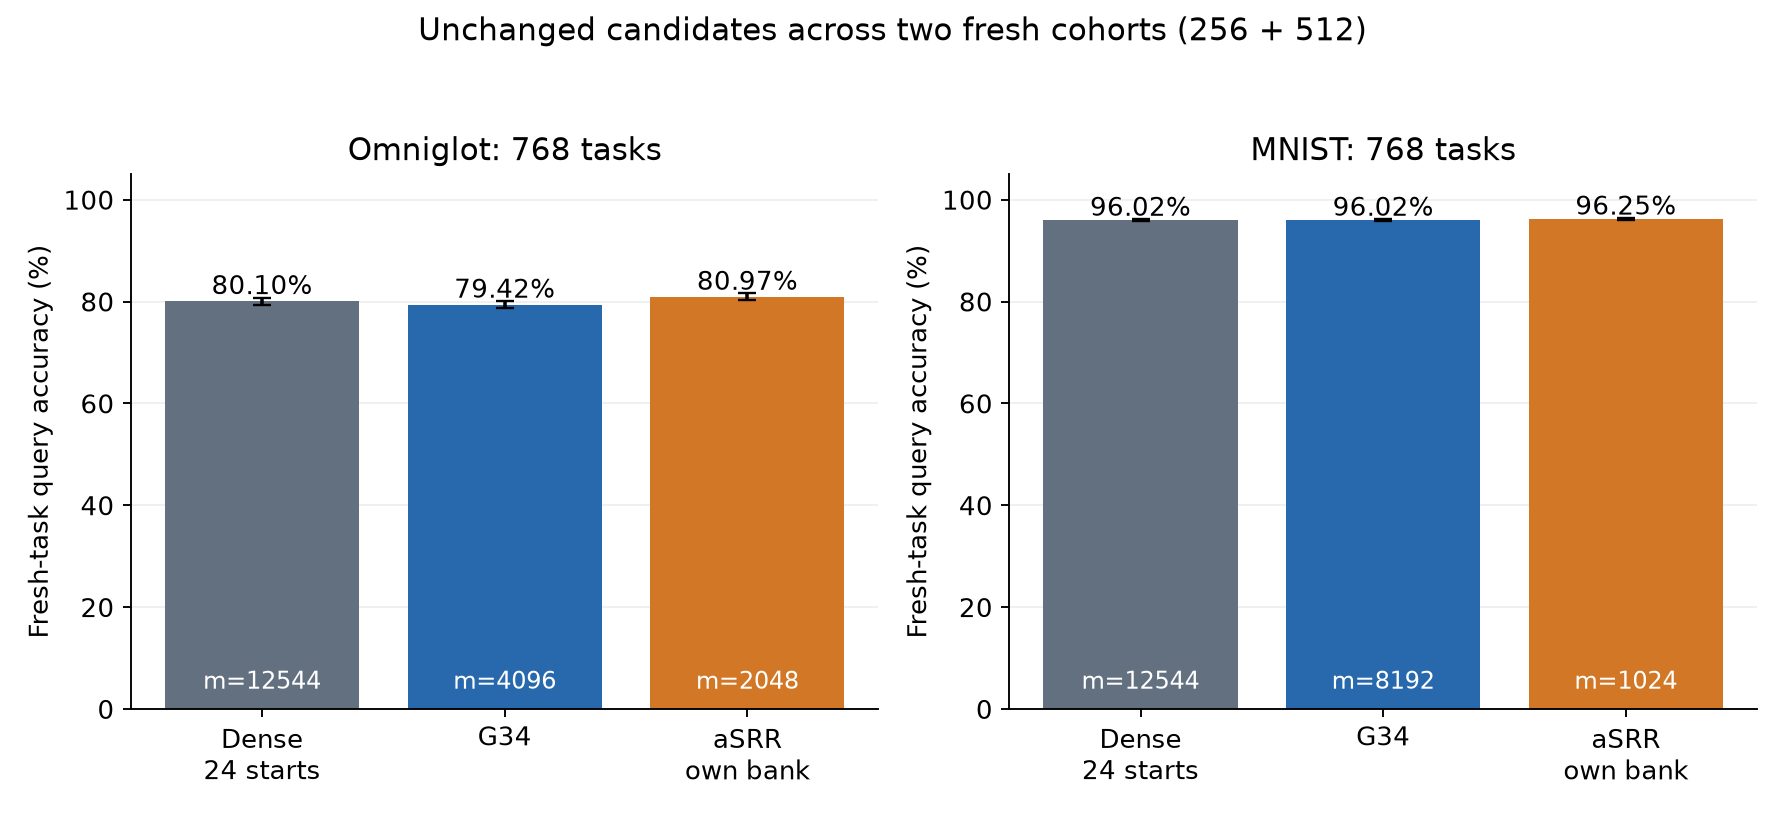 Unchanged candidates across two fresh cohorts (256 + 512)
Omniglot: 768 tasks
Fresh-task query accuracy (%)
100
80
60
40
20
0
80.10%
79.42%
80.97%
m=12544
m=4096
m=2048
Dense
24 starts
G34
aSRR
own bank
MNIST: 768 tasks
Fresh-task query accuracy (%)
100
80
60
40
20
0
96.02%
96.02%
96.25%
m=12544
m=8192
m=1024
Dense
24 starts
G34
aSRR
own bank